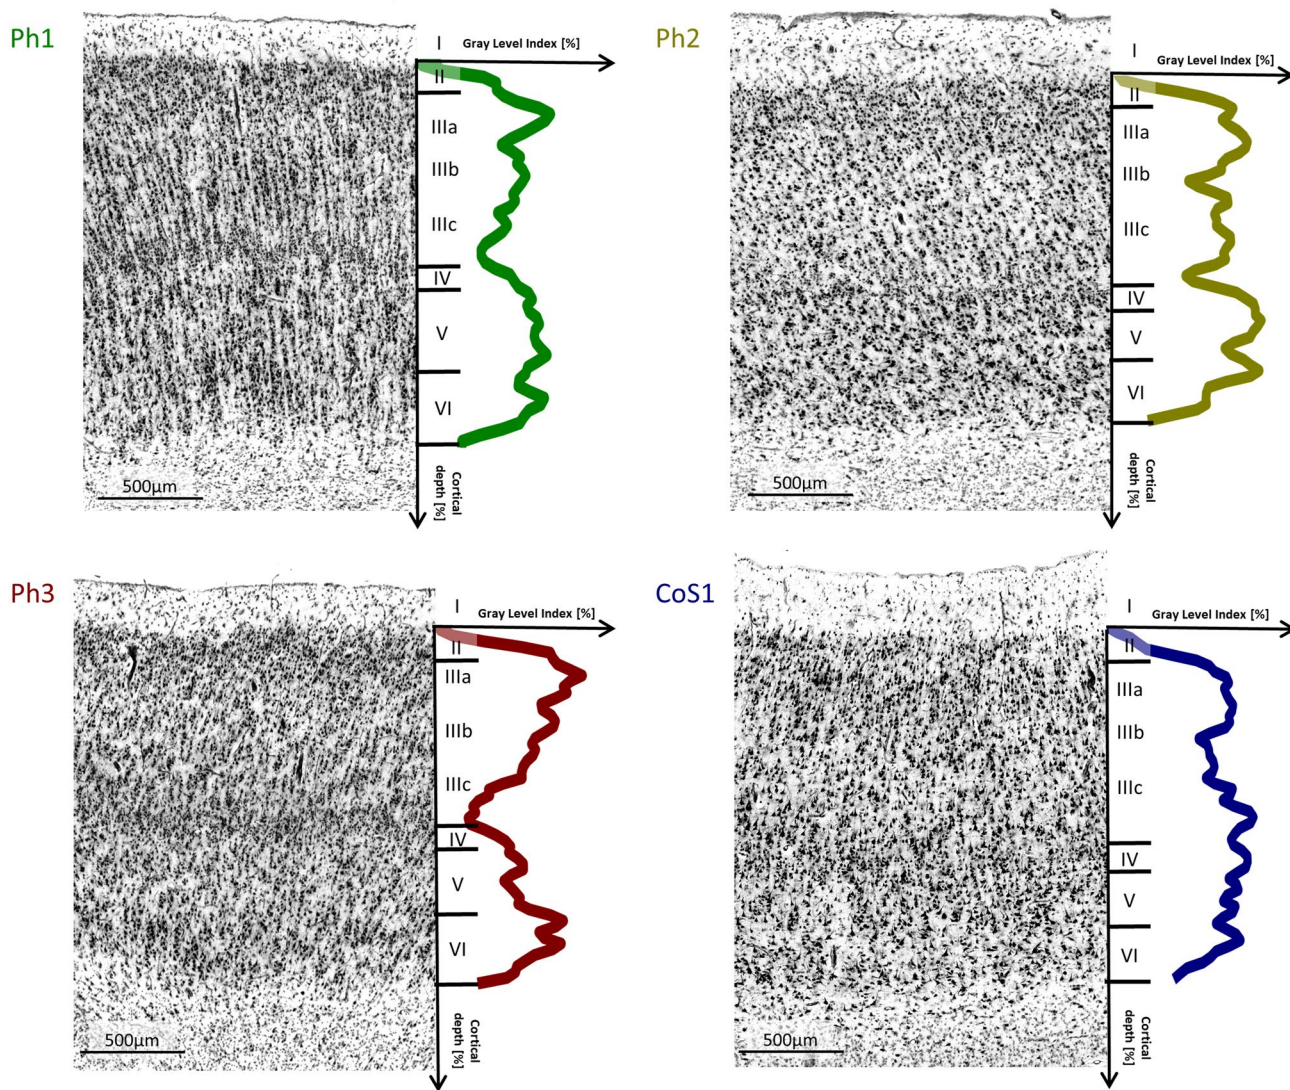 Ph1
I
Gray Level Index [%]
II
IIIa
IIIb
IIIc
IV
V
VI
Cortical
depth [%]
500µm
Ph2
I
Gray Level Index [%]
II
IIIa
IIIb
IIIc
IV
V
VI
Cortical
depth [%]
500µm
Ph3
I
Gray Level Index [%]
II
IIIa
IIIb
IIIc
IV
V
VI
Cortical
depth [%]
500µm
CoS1
I
Gray Level Index [%]
II
IIIa
IIIb
IIIc
IV
V
VI
Cortical
depth [%]
500µm